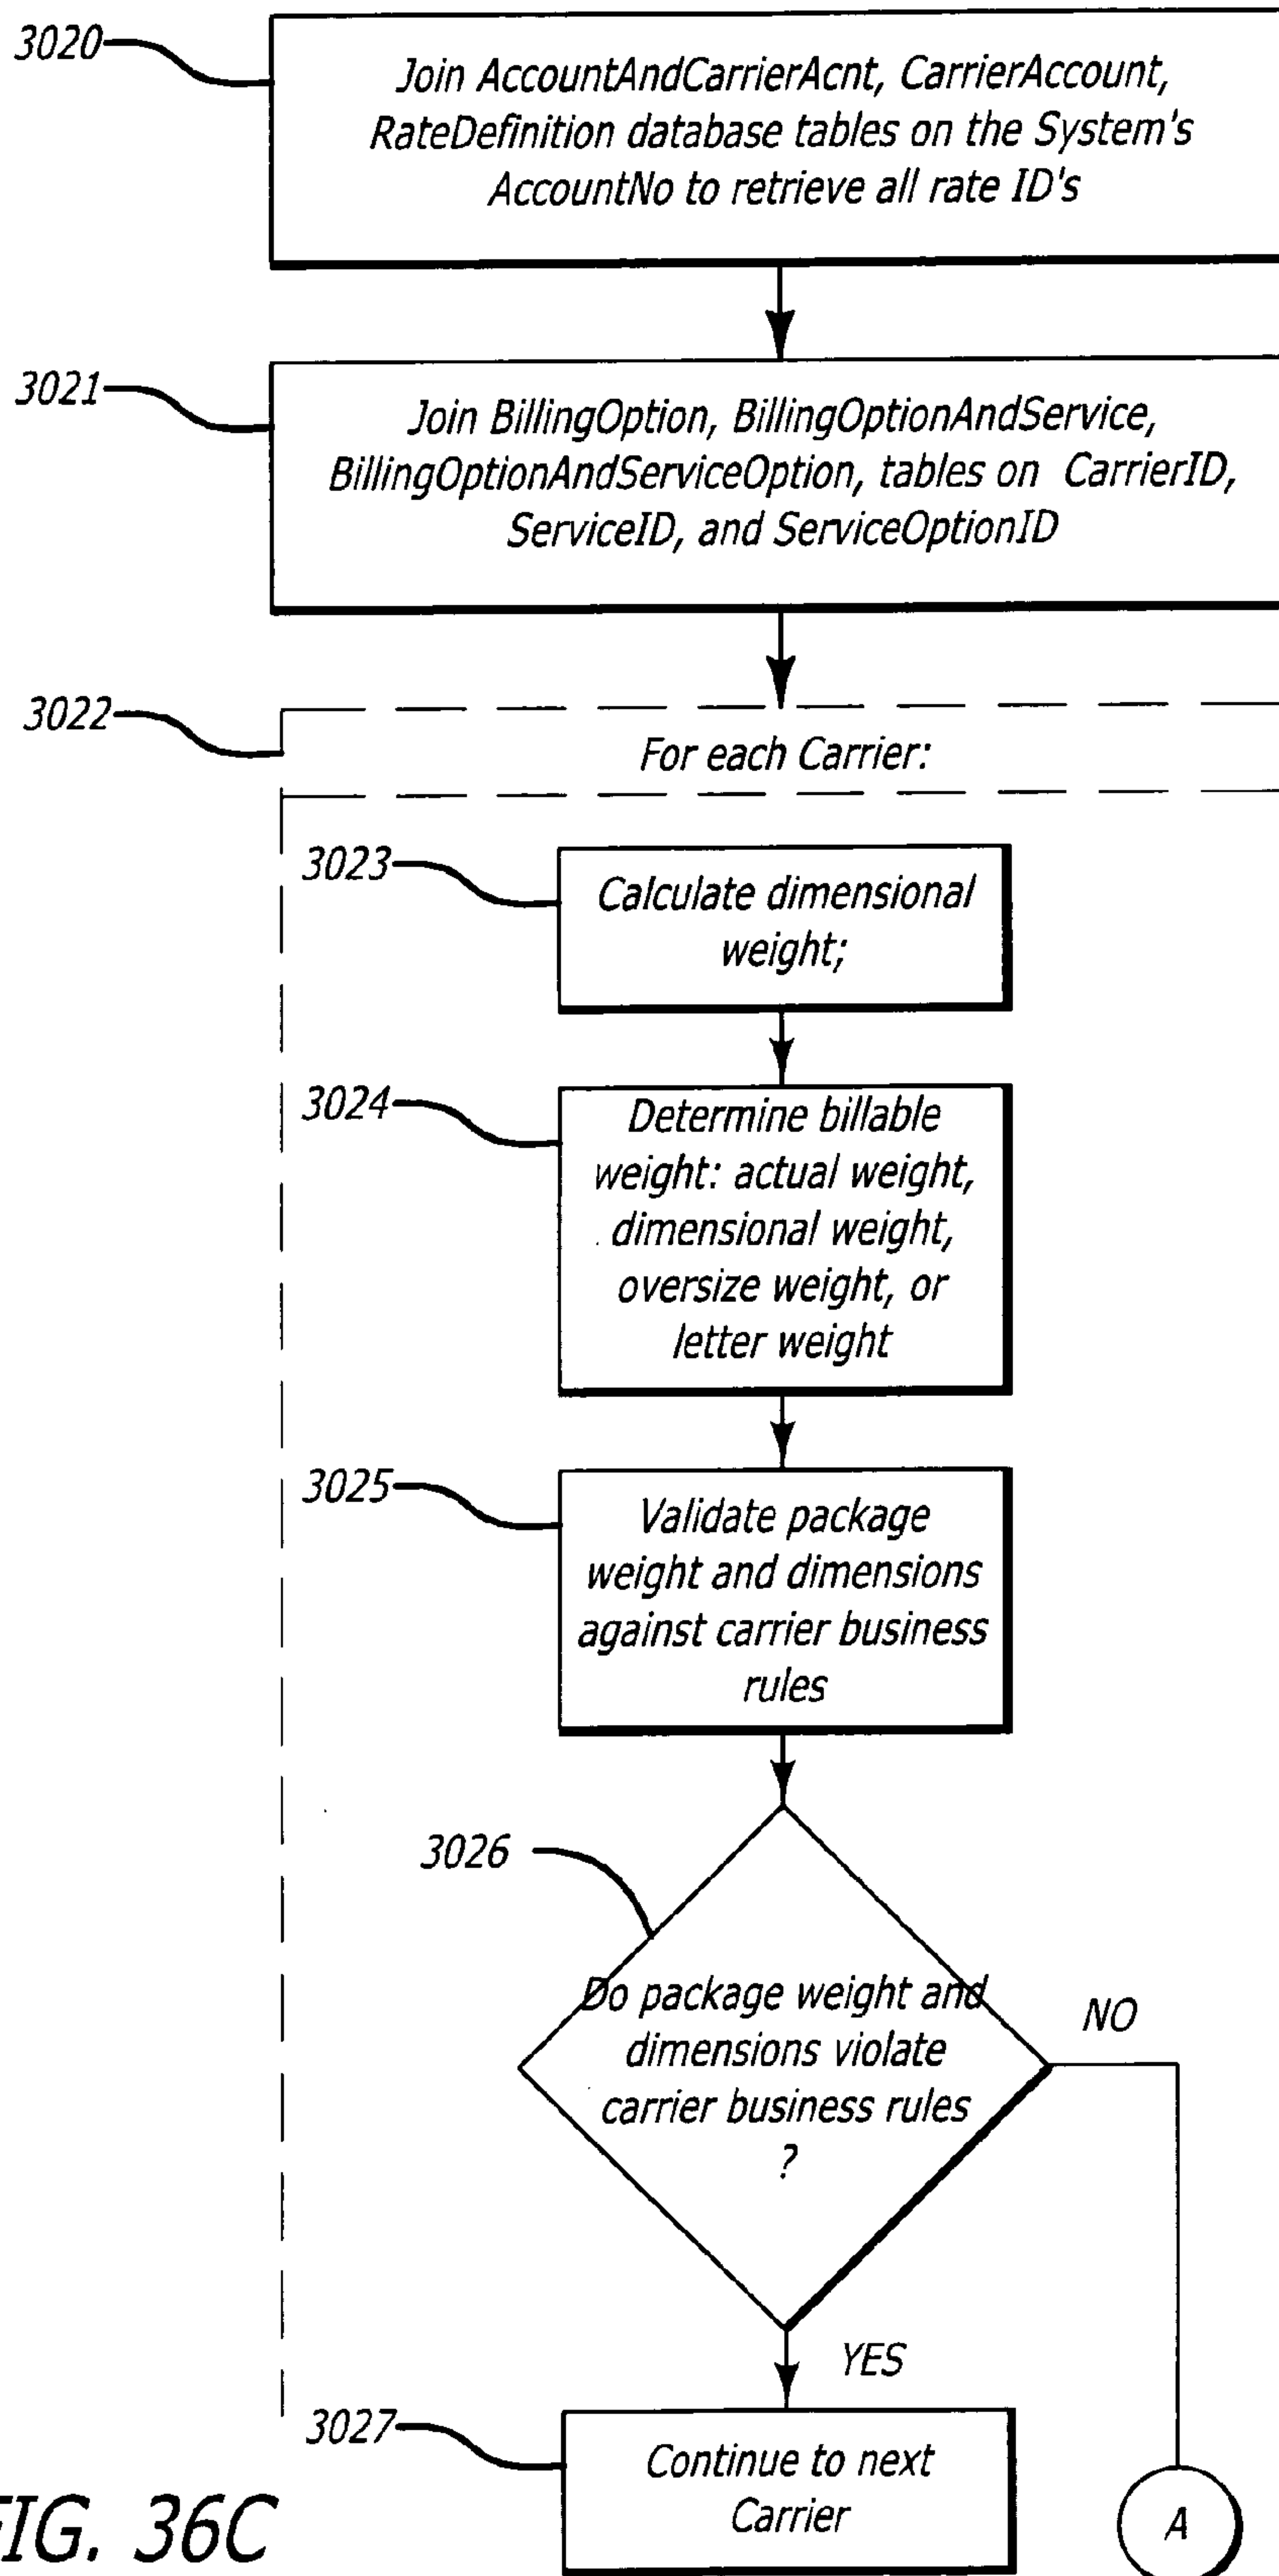 3020
Join AccountAndCarrierAcnt, CarrierAccount,
RateDefinition database tables on the System's
AccountNo to retrieve all rate ID's
3021
Join BillingOption, BillingOptionAndService,
BillingOptionAndServiceOption, tables on CarrierID,
ServiceID, and ServiceOptionID
3022
For each Carrier:
3023
Calculate dimensional
weight;
3024
Determine billable
weight: actual weight,
dimensional weight,
oversize weight, or
letter weight
3025
Validate package
weight and dimensions
against carrier business
rules
3026
Do package weight and
dimensions violate
carrier business rules
?
NO
YES
3027
Continue to next
Carrier
A
FIG. 36C